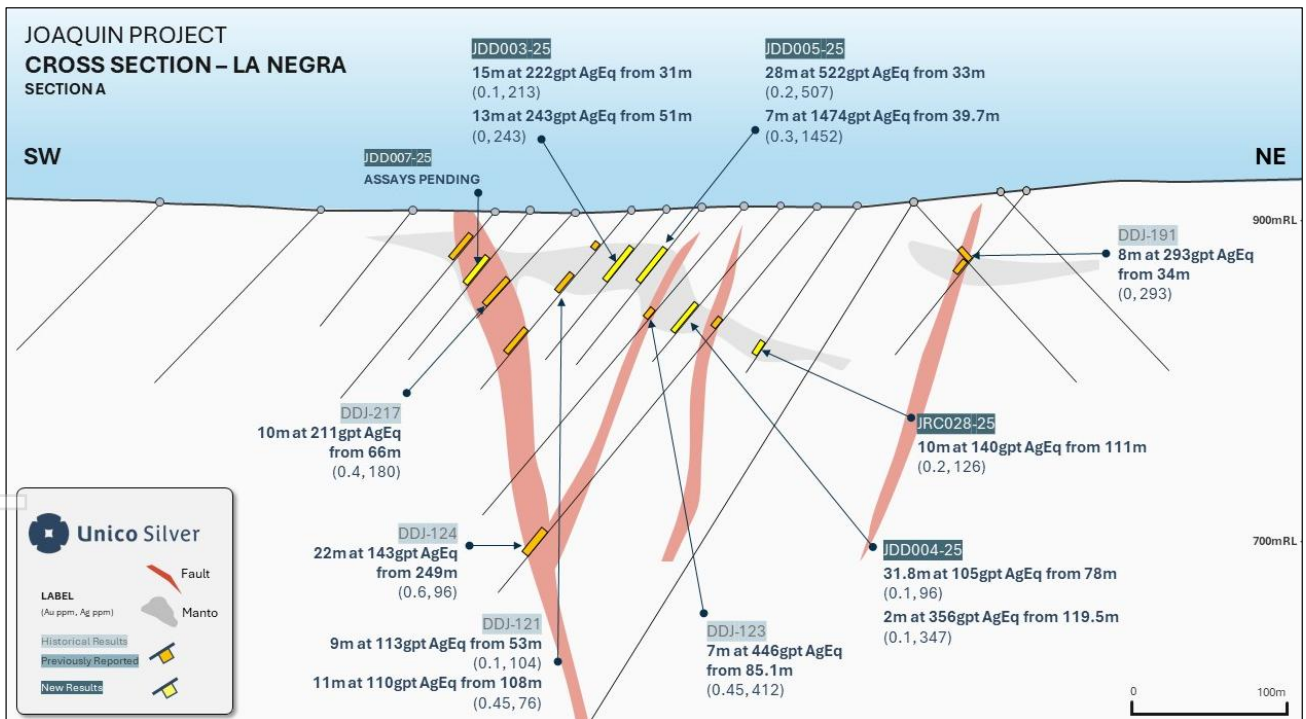 JOAQUIN PROJECT
CROSS SECTION – LA NEGRA
SECTION A
SW
NE
JDD003-25
15m at 222gpt AgEq from 31m
(0.1, 213)
13m at 243gpt AgEq from 51m
(0, 243)
JDD005-25
28m at 522gpt AgEq from 33m
(0.2, 507)
7m at 1474gpt AgEq from 39.7m
(0.3, 1452)
JDD007-25
ASSAYS PENDING
900mRL
DDJ-191
8m at 293gpt AgEq
from 34m
(0, 293)
DDJ-217
10m at 211gpt AgEq
from 66m
(0.4, 180)
JRC028-25
10m at 140gpt AgEq from 111m
(0.2, 126)
DDJ-124
22m at 143gpt AgEq
from 249m
(0.6, 96)
700mRL
JDD004-25
31.8m at 105gpt AgEq from 78m
(0.1, 96)
2m at 356gpt AgEq from 119.5m
(0.1, 347)
DDJ-121
9m at 113gpt AgEq from 53m
(0.1, 104)
11m at 110gpt AgEq from 108m
(0.45, 76)
DDJ-123
7m at 446gpt AgEq
from 85.1m
(0.45, 412)
Unico Silver
Fault
LABEL
(Au ppm, Ag ppm)
Manto
Historical Results
Previously Reported
New Results
0 100m